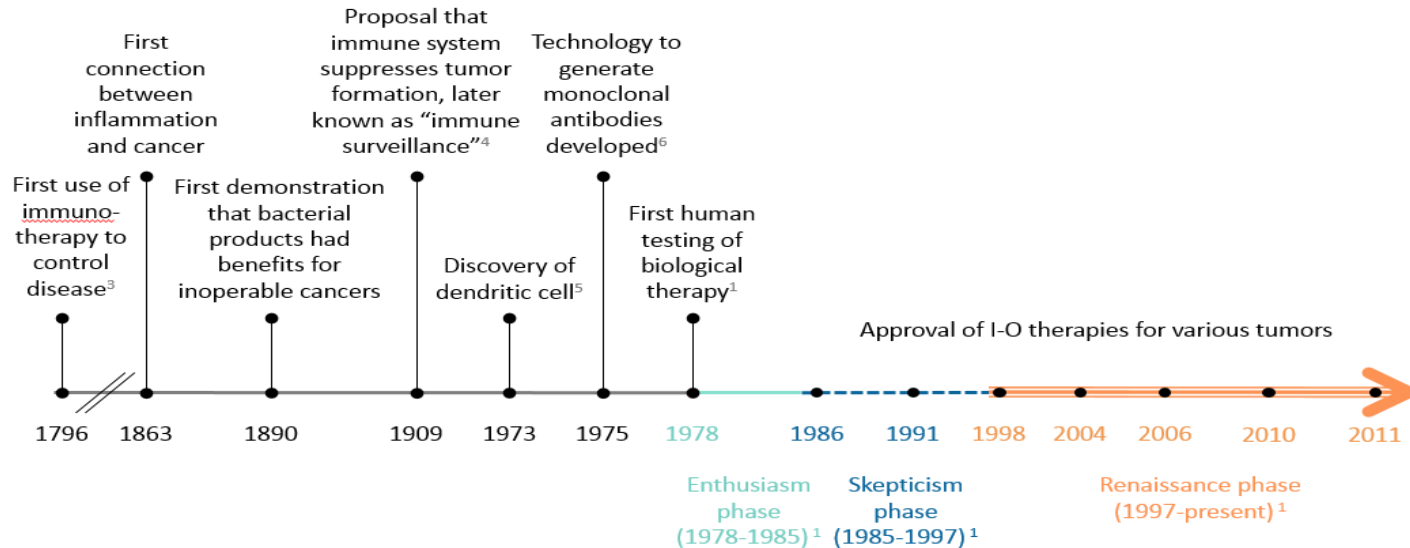 First
connection
between
inflammation
and cancer
Proposal that
immune system
suppresses tumor
formation, later
known as “immune
surveillance”4
Technology to
generate
monoclonal
antibodies
developed6
First use of
immuno-
therapy to
control
disease3
First demonstration
that bacterial
products had
benefits for
inoperable cancers
Discovery of
dendritic cell5
First human
testing of
biological
therapy1
Approval of I-O therapies for various tumors
1796 1863 1890 1909 1973 1975 1978 1986 1991 1998 2004 2006 2010 2011
Enthusiasm
phase
(1978-1985) 1
Skepticism
phase
(1985-1997) 1
Renaissance phase
(1997-present) 1